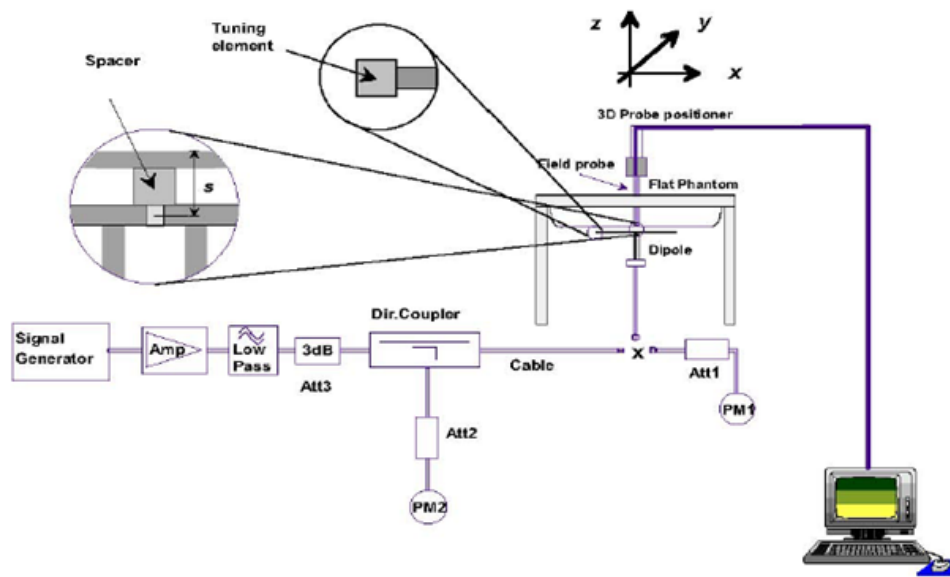 Tuning
element
Spacer
s
z
y
x
3D Probe positioner
Field probe
Flat Phantom
Dipole
Signal
Generator
Amp
Low
Pass
3dB
Att3
Dir.Coupler
Cable
x
Att1
PM1
Att2
PM2